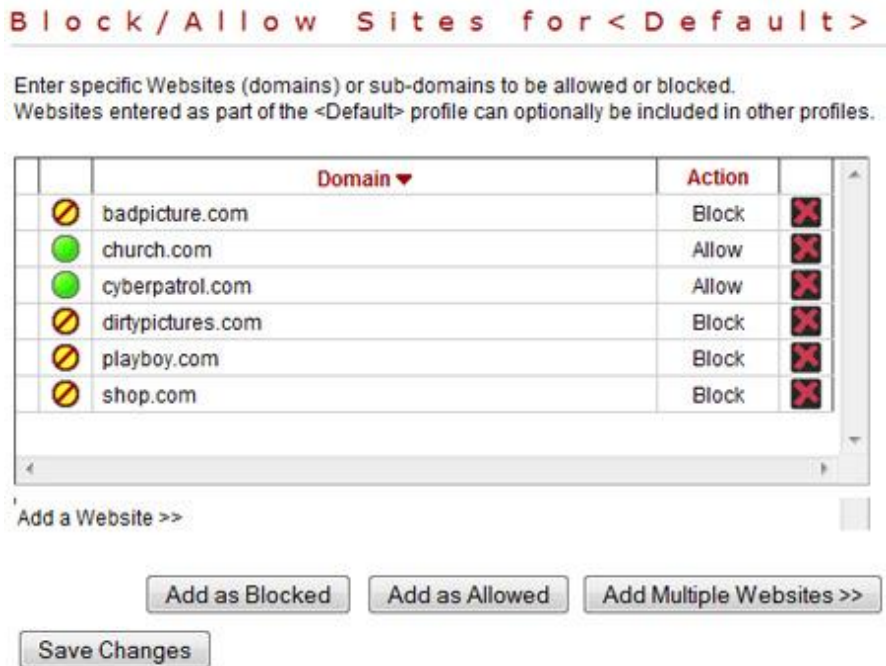 Block/Allow Sites for<Default>
Enter specific Websites (domains) or sub-domains to be allowed or blocked.
Websites entered as part of the <Default> profile can optionally be included in other profiles.
Domain Action
badpicture.com Block
church.com Allow
cyberpatrol.com Allow
dirtypictures.com Block
playboy.com Block
shop.com Block
Add a Website >>
Add as Blocked Add as Allowed Add Multiple Websites >>
Save Changes